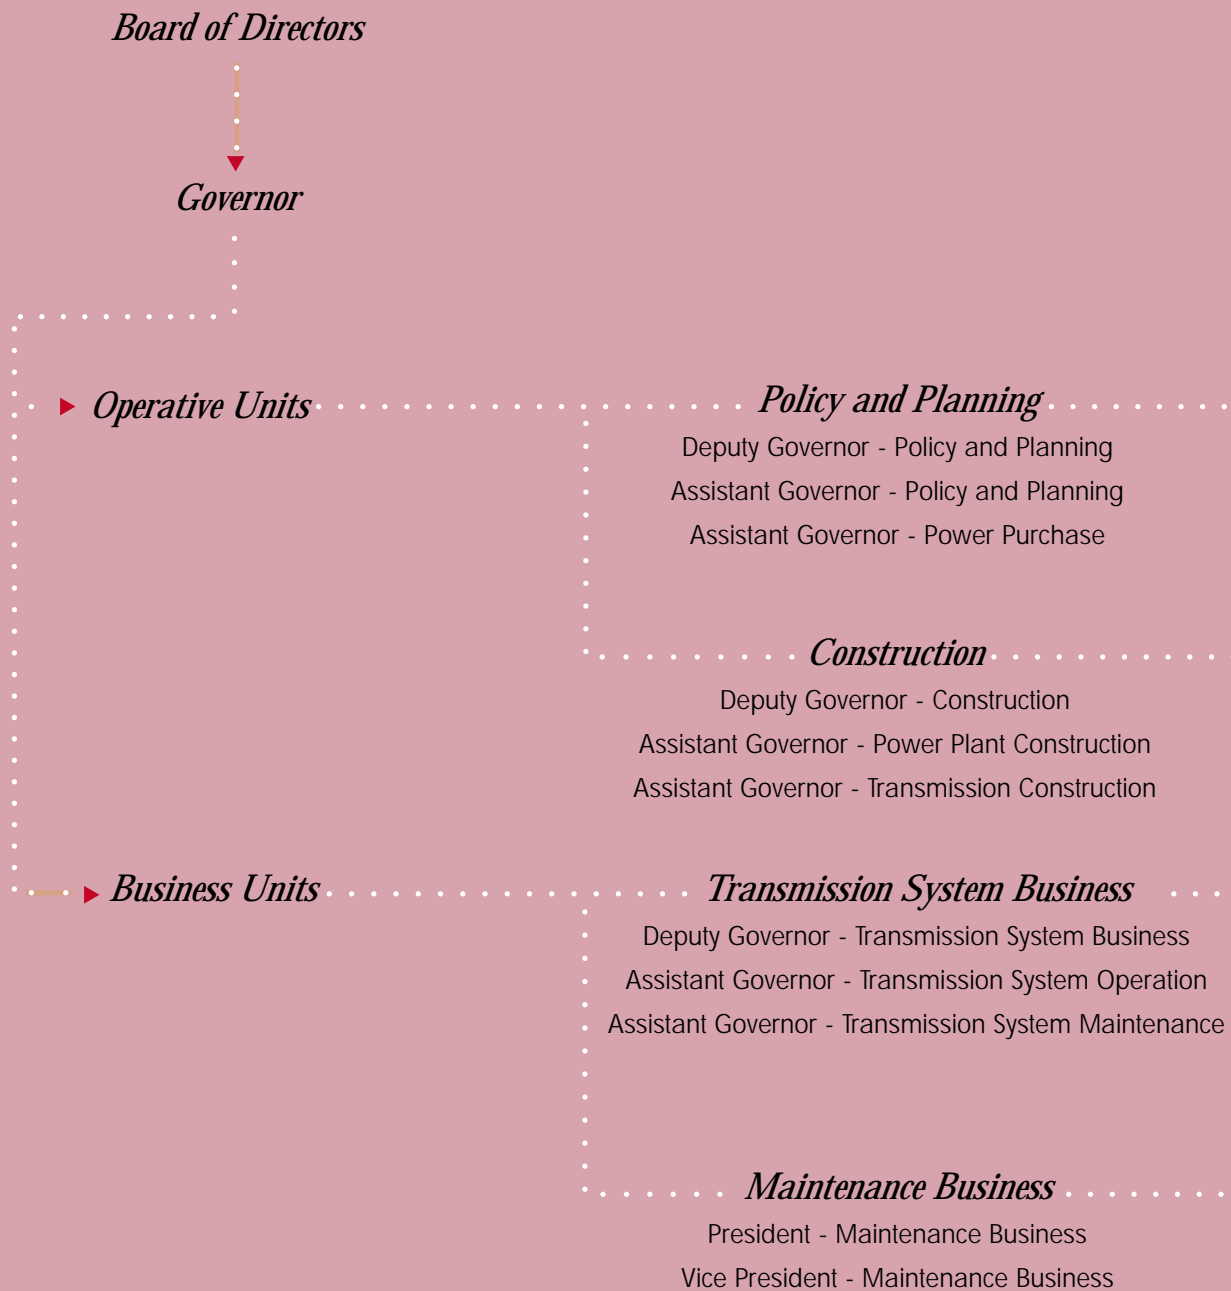 Board of Directors
Governor
Operative Units
Policy and Planning
Deputy Governor - Policy and Planning
Assistant Governor - Policy and Planning
Assistant Governor - Power Purchase
Construction
Deputy Governor - Construction
Assistant Governor - Power Plant Construction
Assistant Governor - Transmission Construction
Business Units
Transmission System Business
Deputy Governor - Transmission System Business
Assistant Governor - Transmission System Operation
Assistant Governor - Transmission System Maintenance
Maintenance Business
President - Maintenance Business
Vice President - Maintenance Business